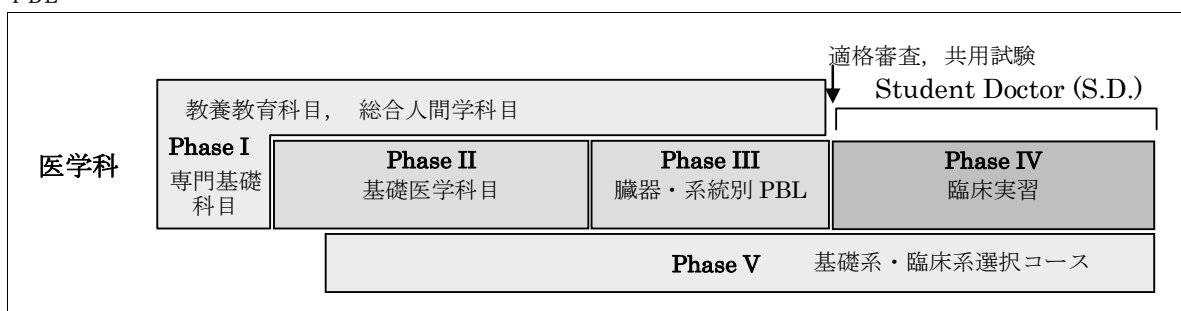 適格審査，共用試験
Student Doctor (S.D.)
教養教育科目，　総合人間学科目
医学科
Phase I
専門基礎
科目
Phase II
基礎医学科目
Phase III
臓器・系統別 PBL
Phase IV
臨床実習
Phase V　基礎系・臨床系選択コース